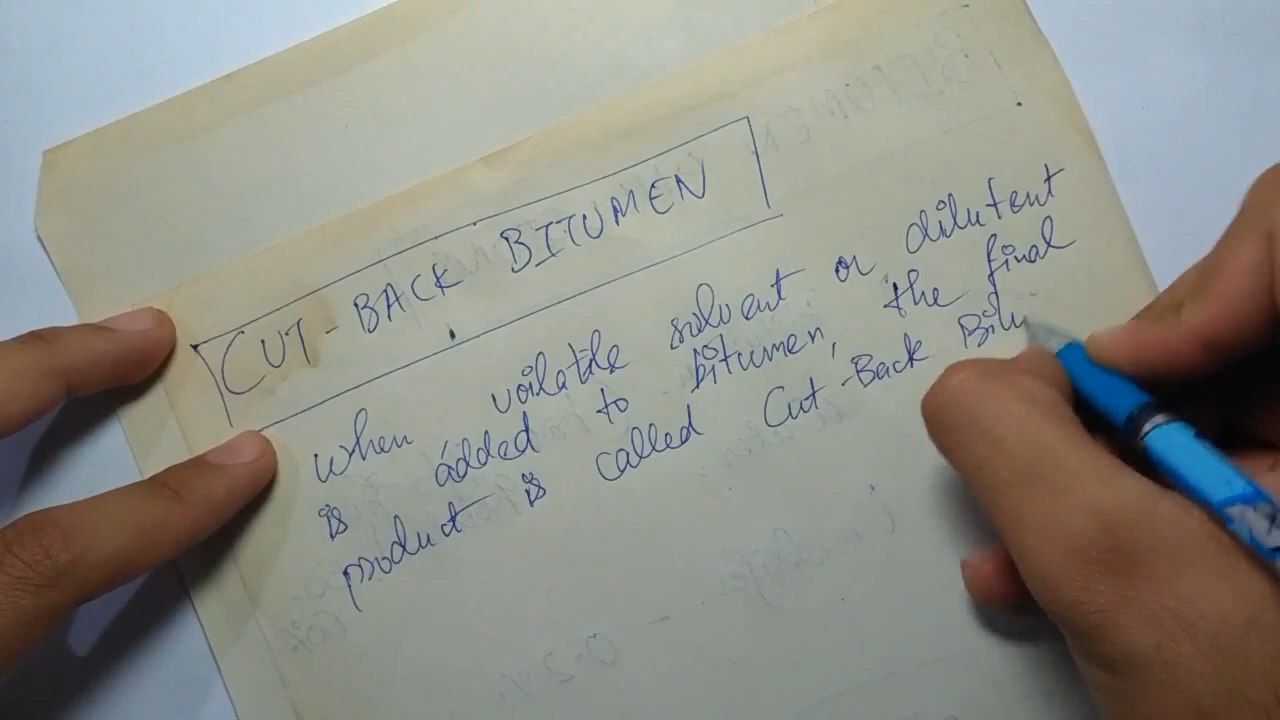 CUT-BACK BITUMEN
When voilatile solvent or dilutent
is added to bitumen, the final
product is called Cut-Back Bitu